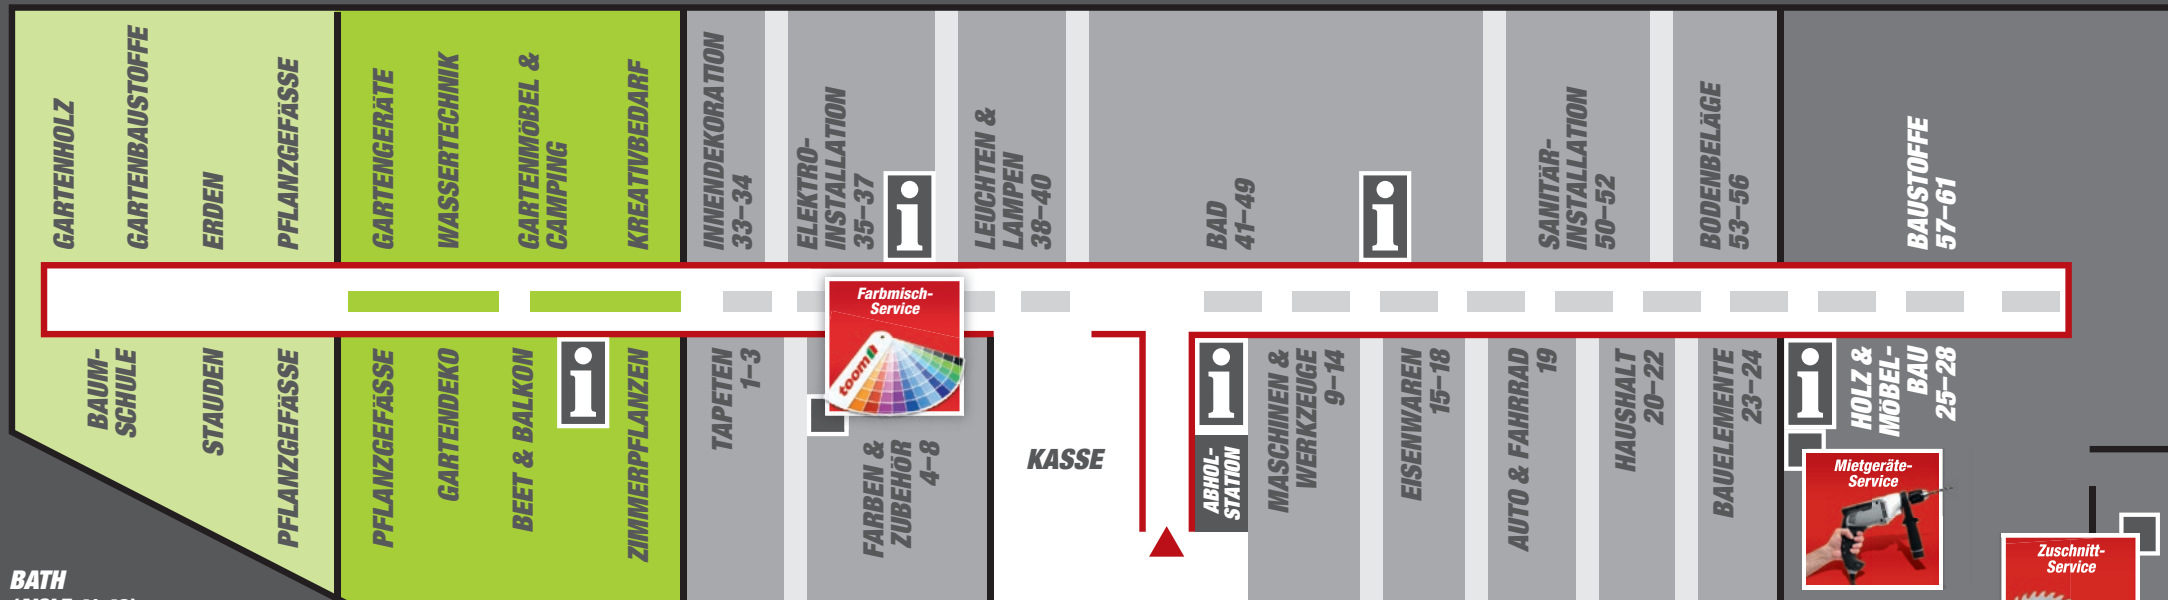 GARTENHOLZ
GARTENBAUSTOFFE
ERDEN
PFLANZGEFÄSSE
GARTENGERÄTE
WASSERTECHNIK
GARTENMÖBEL &
CAMPING
KREATIVBEDARF
INNENDEKORATION
33–34
ELEKTRO-
INSTALLATION
35–37
i
LEUCHTEN &
LAMPEN
38–40
BAD
41–49
i
SANITÄR-
INSTALLATION
50–52
BODENBELÄGE
53–56
BAUSTOFFE
57–61
Farbmisch-
Service
toom
BAUM-
SCHULE
STAUDEN
PFLANZGEFÄSSE
PFLANZGEFÄSSE
GARTENDEKO
BEET & BALKON
i
ZIMMERPFLANZEN
TAPETEN
1–3
FARBEN &
ZUBEHÖR
4–8
KASSE
i
ABHOL-
STATION
MASCHINEN &
WERKZEUGE
9–14
EISENWAREN
15–18
AUTO & FAHRRAD
19
HAUSHALT
20–22
BAUELEMENTE
23–24
i
HOLZ &
MÖBEL-
BAU
25–28
Mietgeräte-
Service
Zuschnitt-
Service
BATH